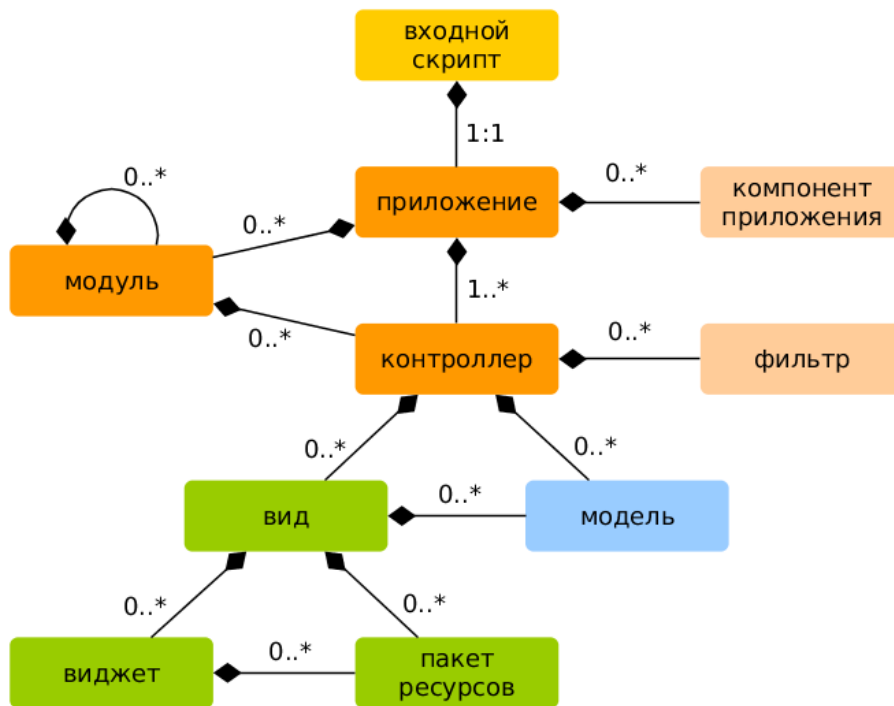 входной
скрипт
1:1
0..*
0..*
приложение
компонент
приложения
0..*
модуль
1..*
0..*
контроллер
0..*
фильтр
0..*
0..*
вид
0..*
модель
0..*
0..*
виджет
0..*
пакет
ресурсов